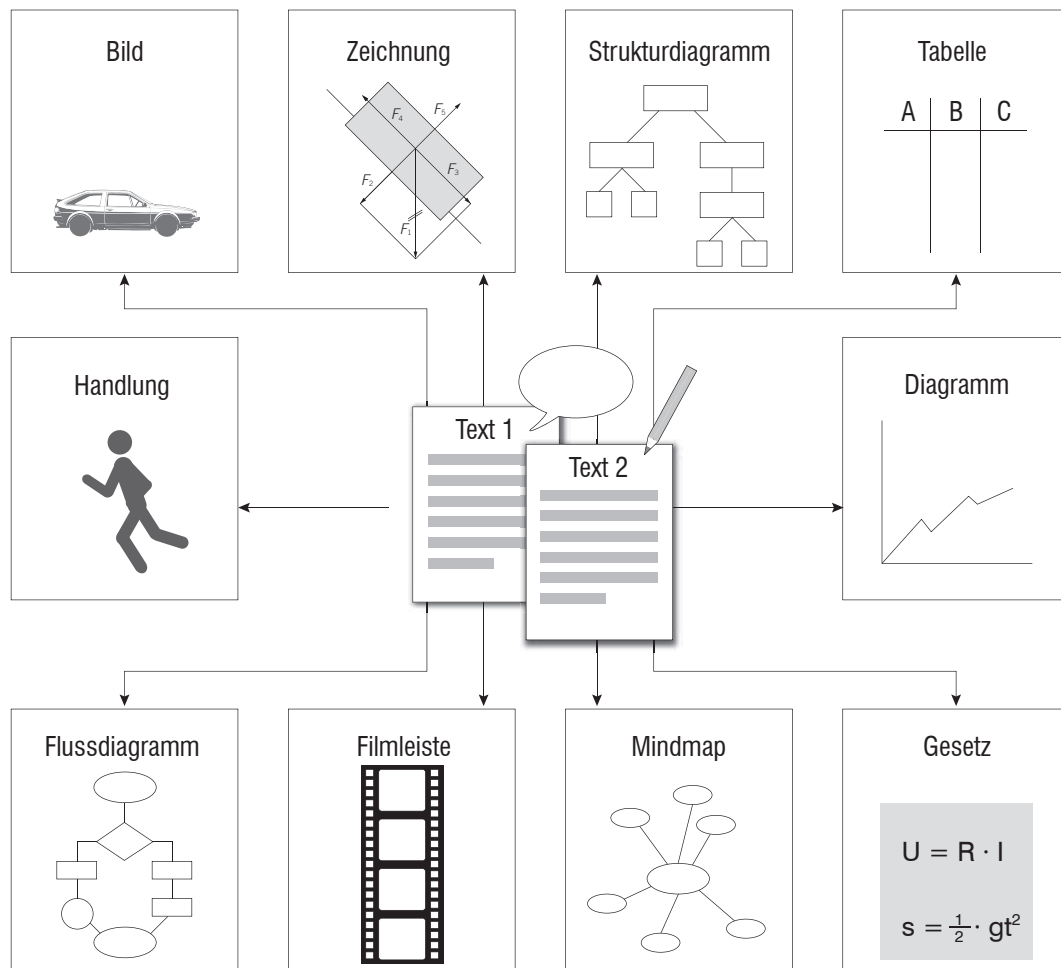 Bild
Zeichnung
F₄
F₅
F₂
F₃
F₁
Strukturdiagramm
Tabelle
A B C
Handlung
Text 1
Text 2
Diagramm
Flussdiagramm
Filmleiste
Mindmap
Gesetz
U = R · I
s = 1/2 · gt²